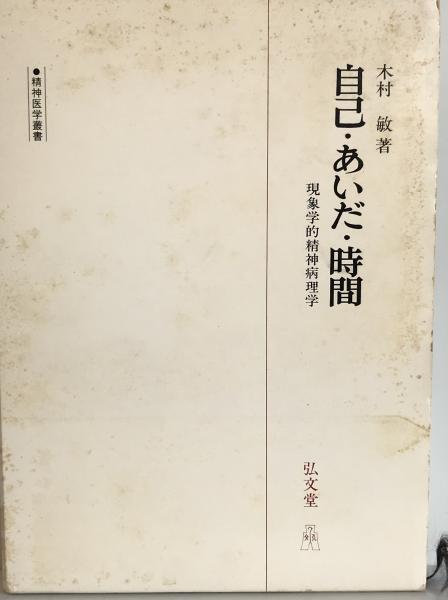 木村 敏 著
自己・あいだ・時間
現象学的精神病理学
弘文堂
●精神医学叢書